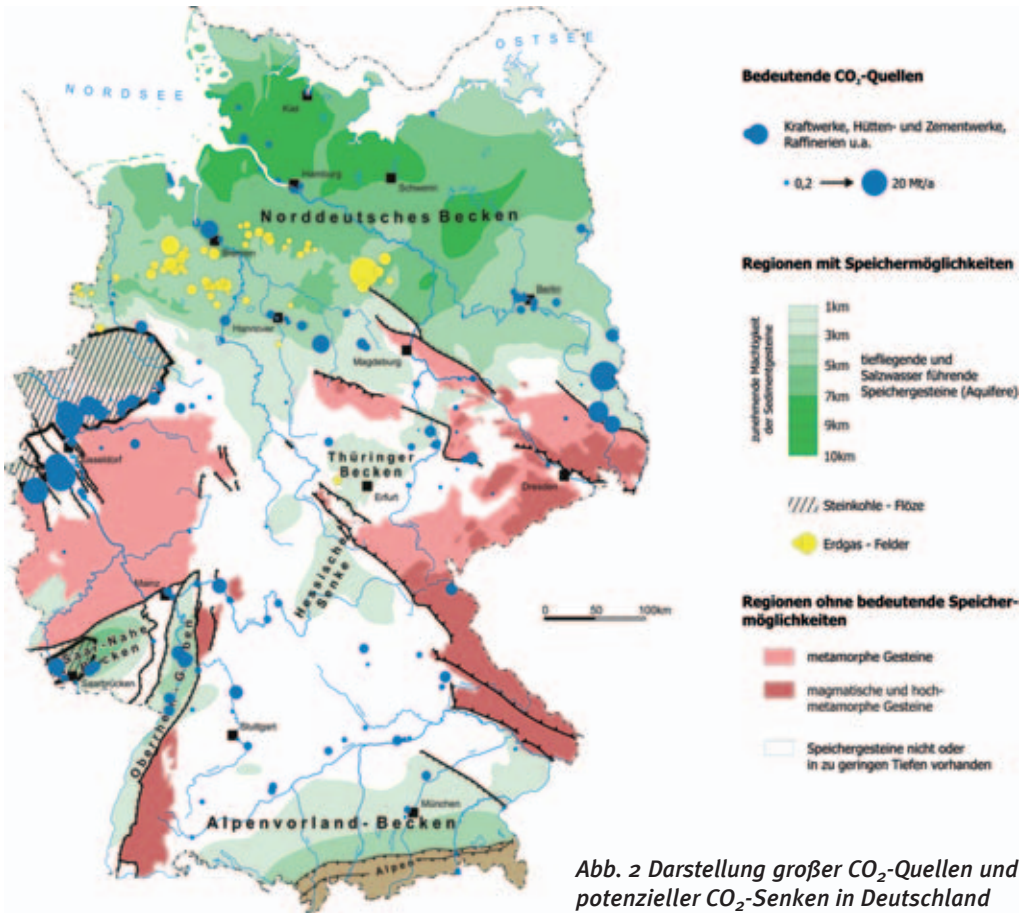 OSTSEE
NORDSEE
Kiel
Hamburg
Schwerin
Norddeutsches Becken
Bremen
Berlin
Hannover
Magdeburg
Düsseldorf
Thüringer
Becken
Erfurt
Dresden
Hessische
Senke
Mainz
Saar-Nahe
Becken
Saarbrücken
Oberrhein-Graben
Stuttgart
München
Alpenvorland-Becken
Alpen
0 50 100km
Bedeutende CO₂-Quellen
Kraftwerke, Hütten- und Zementwerke,
Raffinerien u.a.
0,2 → 20 Mt/a
Regionen mit Speichermöglichkeiten
zunehmende Mächtigkeit
der Sedimentgesteine
1km
3km
5km
7km
9km
10km
tiefliegende und
Salzwasser führende
Speichergesteine (Aquifere)
Steinkohle - Flöze
Erdgas - Felder
Regionen ohne bedeutende Speicher-
möglichkeiten
metamorphe Gesteine
magmatische und hoch-
metamorphe Gesteine
Speichergesteine nicht oder
in zu geringen Tiefen vorhanden
Abb. 2 Darstellung großer CO₂-Quellen und
potenzieller CO₂-Senken in Deutschland